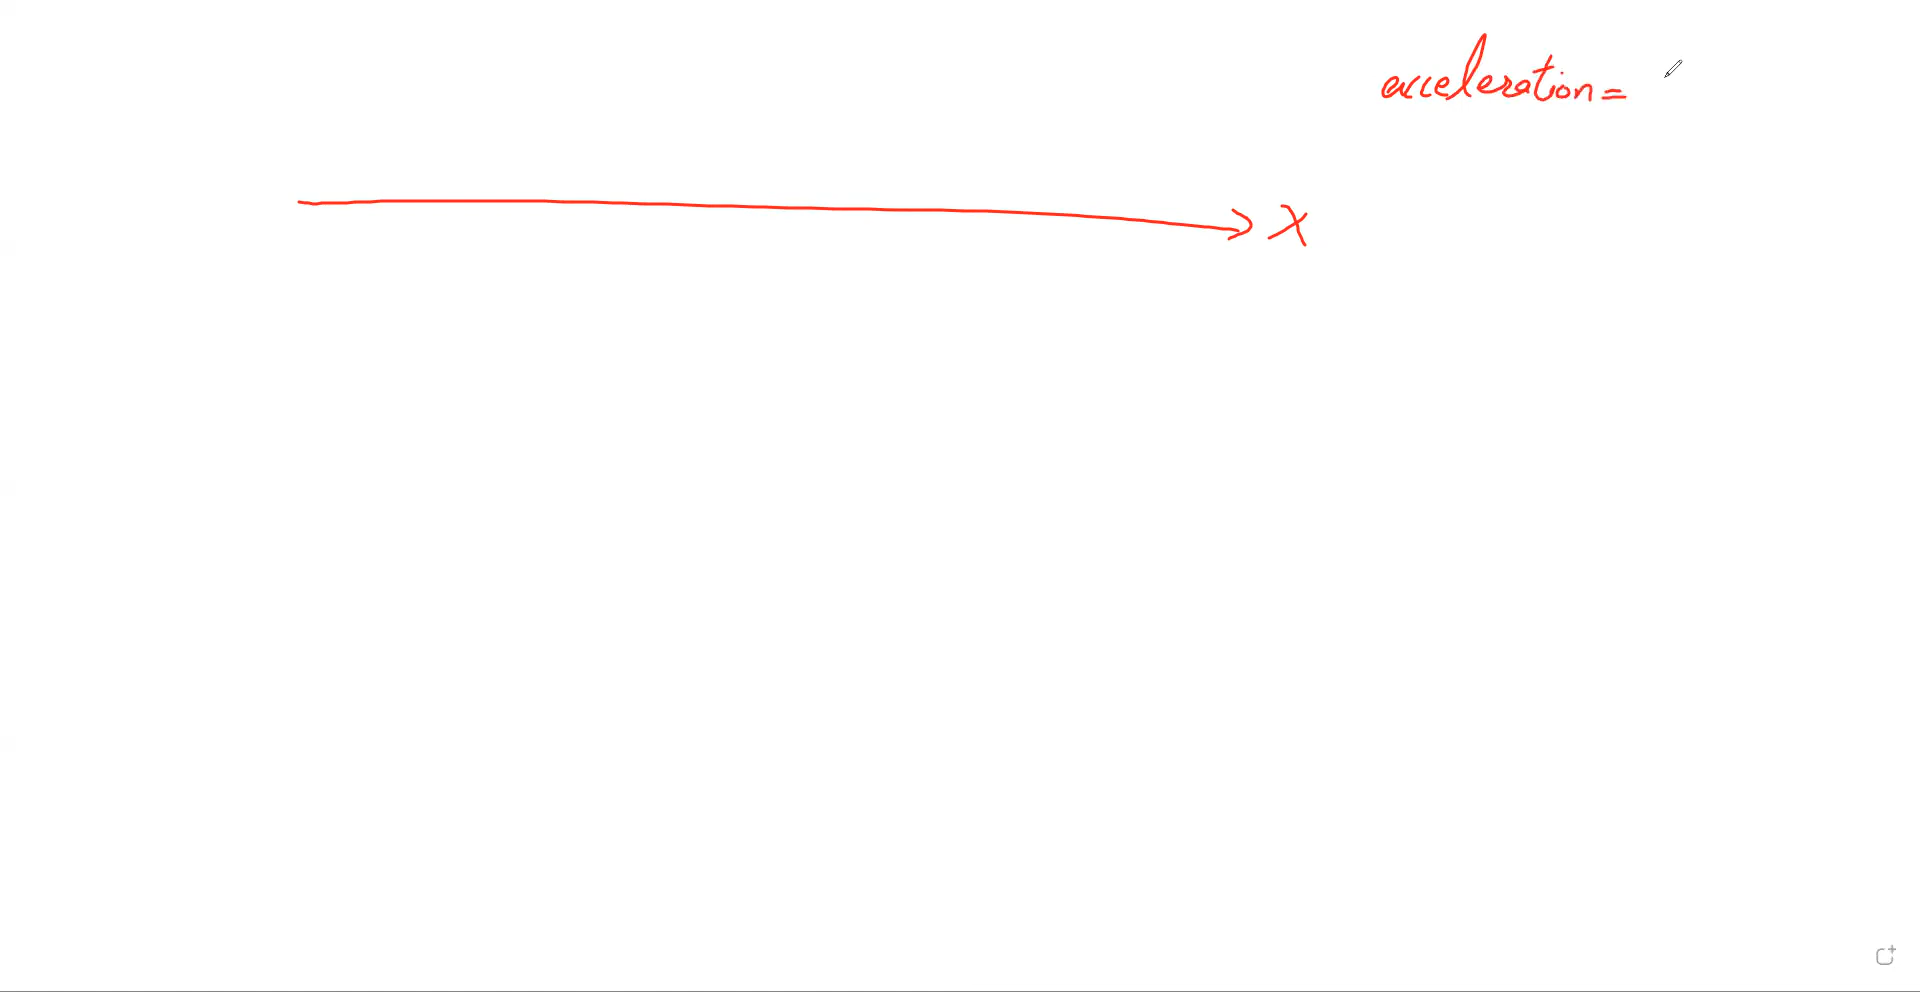 acceleration =
X